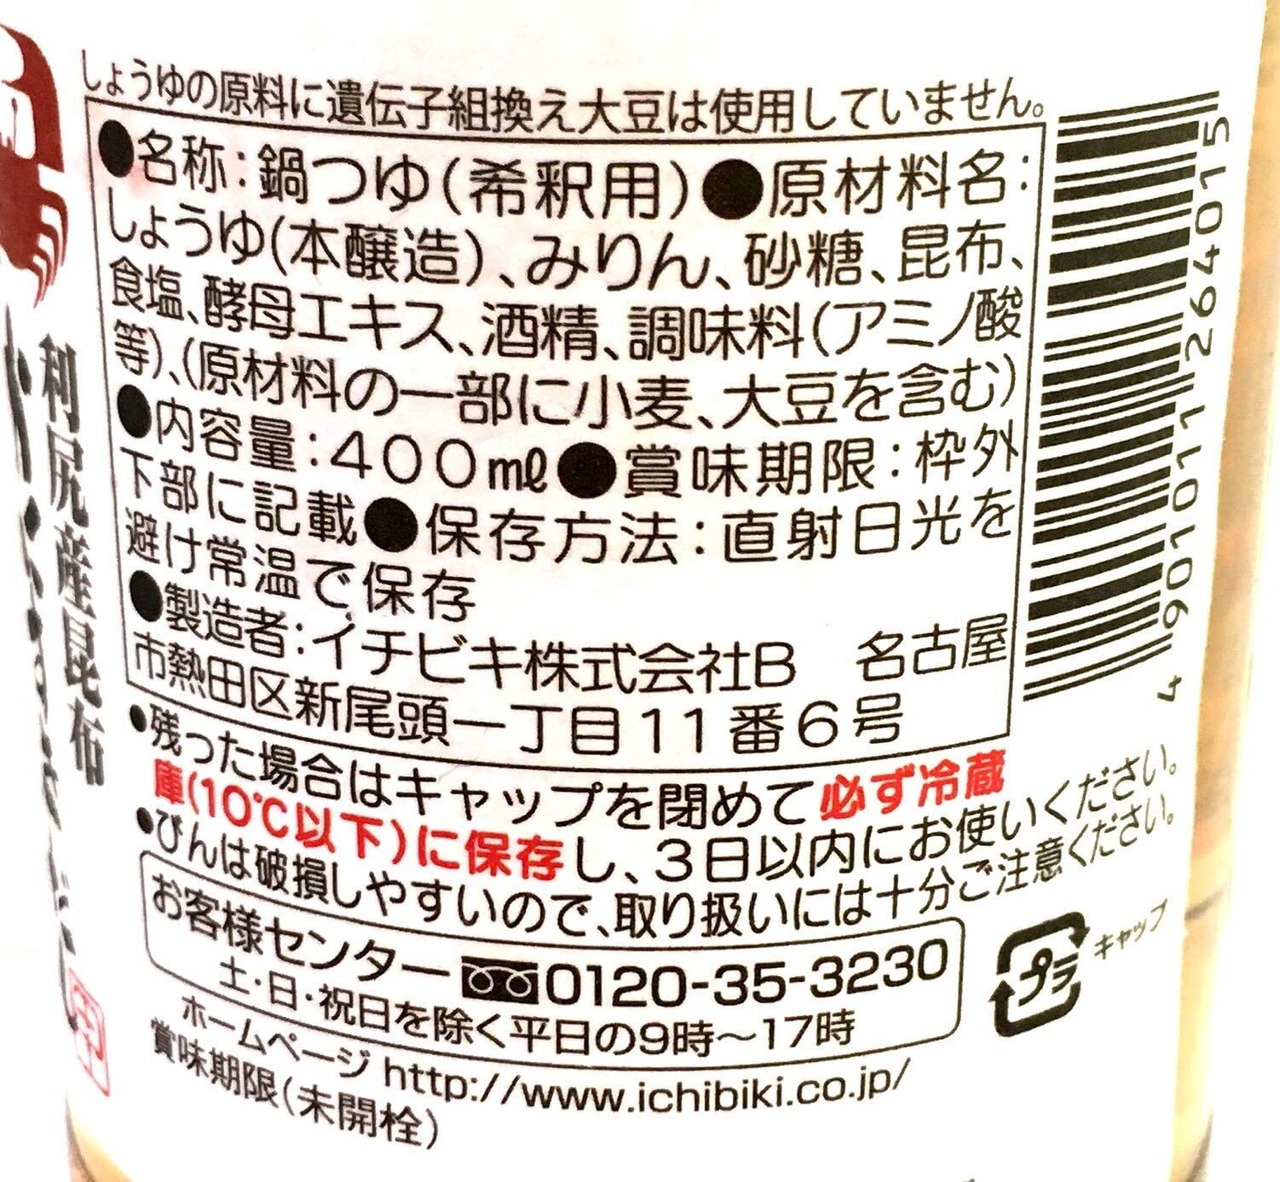 しょうゆの原料に遺伝子組換え大豆は使用していません。
●名称:鍋つゆ(希釈用)●原材料名:
しょうゆ(本醸造)、みりん、砂糖、昆布、
食塩、酵母エキス、酒精、調味料(アミノ酸
等)、(原材料の一部に小麦、大豆を含む)
●内容量:400ml●賞味期限:枠外
下部に記載●保存方法:直射日光を
避け常温で保存
●製造者:イチビキ株式会社B 名古屋
市熱田区新尾頭一丁目11番6号
•残った場合はキャップを閉めて必ず冷蔵
庫(10℃以下)に保存し、3日以内にお使いください。
•びんは破損しやすいので、取り扱いには十分ご注意ください。
お客様センター 0120-35-3230
土・日・祝日を除く平日の9時〜17時
ホームページ http://www.ichibiki.co.jp/
賞味期限(未開栓)
4 901011 264015
プラ
キャップ
利尻産昆布